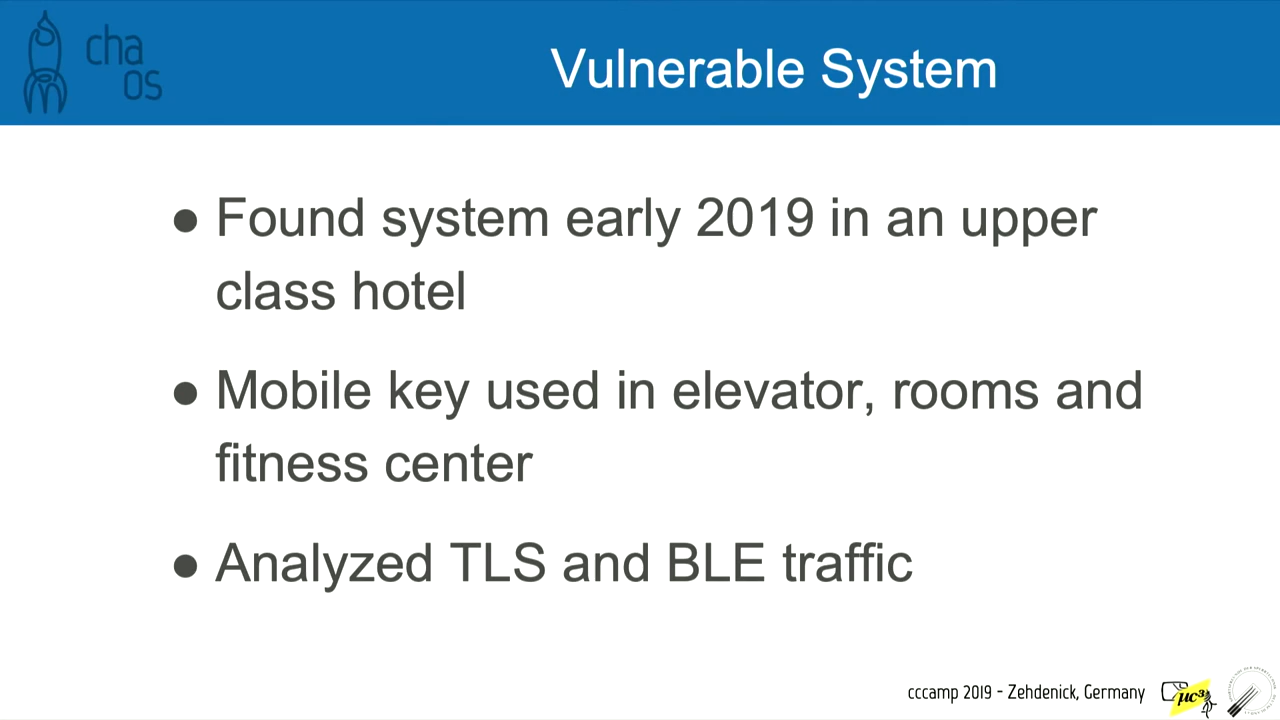 cha
os
Vulnerable System
● Found system early 2019 in an upper
class hotel
● Mobile key used in elevator, rooms and
fitness center
● Analyzed TLS and BLE traffic
cccamp 2019 - Zehdenick, Germany
µc³